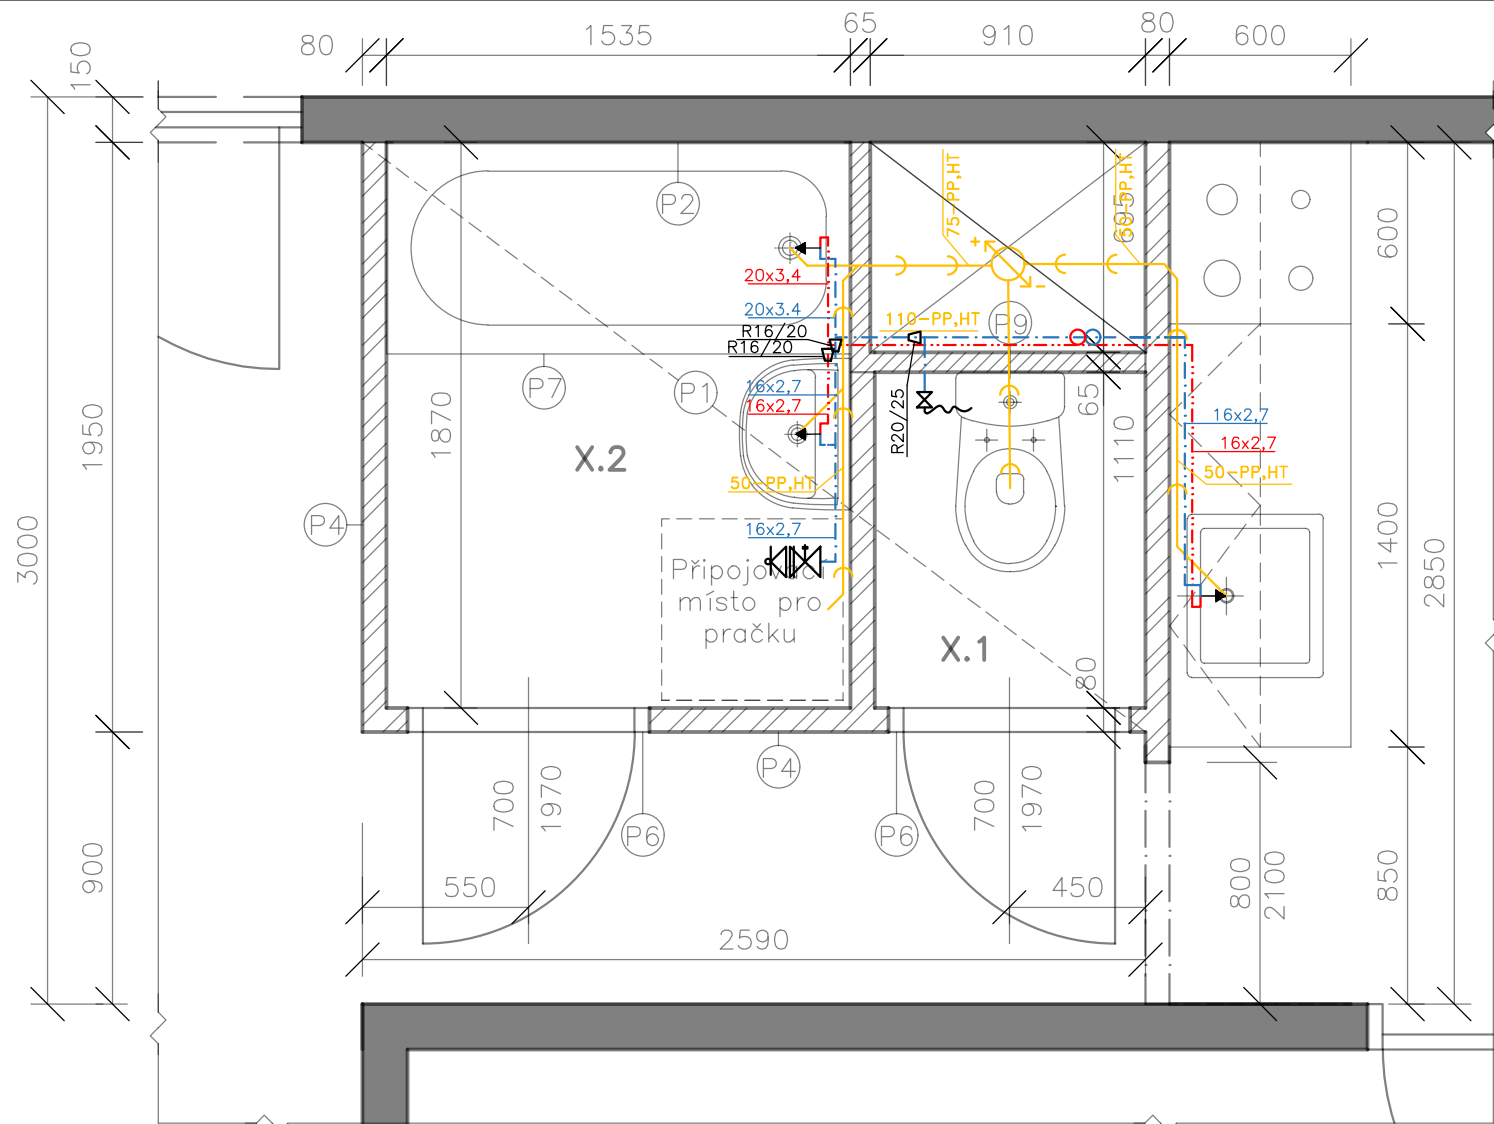 80
1535
65
910
80
600
150
P2
75-PP,HT
50-PP,HT
605
600
+
-
20x3,4
20x3.4
110-PP,HT
P9
R16/20
R16/20
P7
P1
16x2,7
16x2,7
R20/25
65
1110
16x2,7
16x2,7
50-PP,HT
1950
1870
X.2
50-PP,HT
P4
3000
16x2,7
Připojovací
místo pro
pračku
X.1
80
1400
2850
P4
700
1970
P6
P6
700
1970
900
550
450
800
2100
850
2590